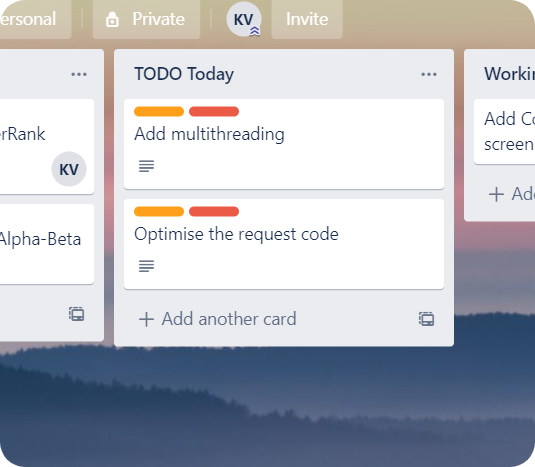 ersonal
Private
KV
Invite
rRank
KV
Alpha-Beta
TODO Today
Add multithreading
Optimise the request code
+ Add another card
Workin
Add Co
screen
+ Add